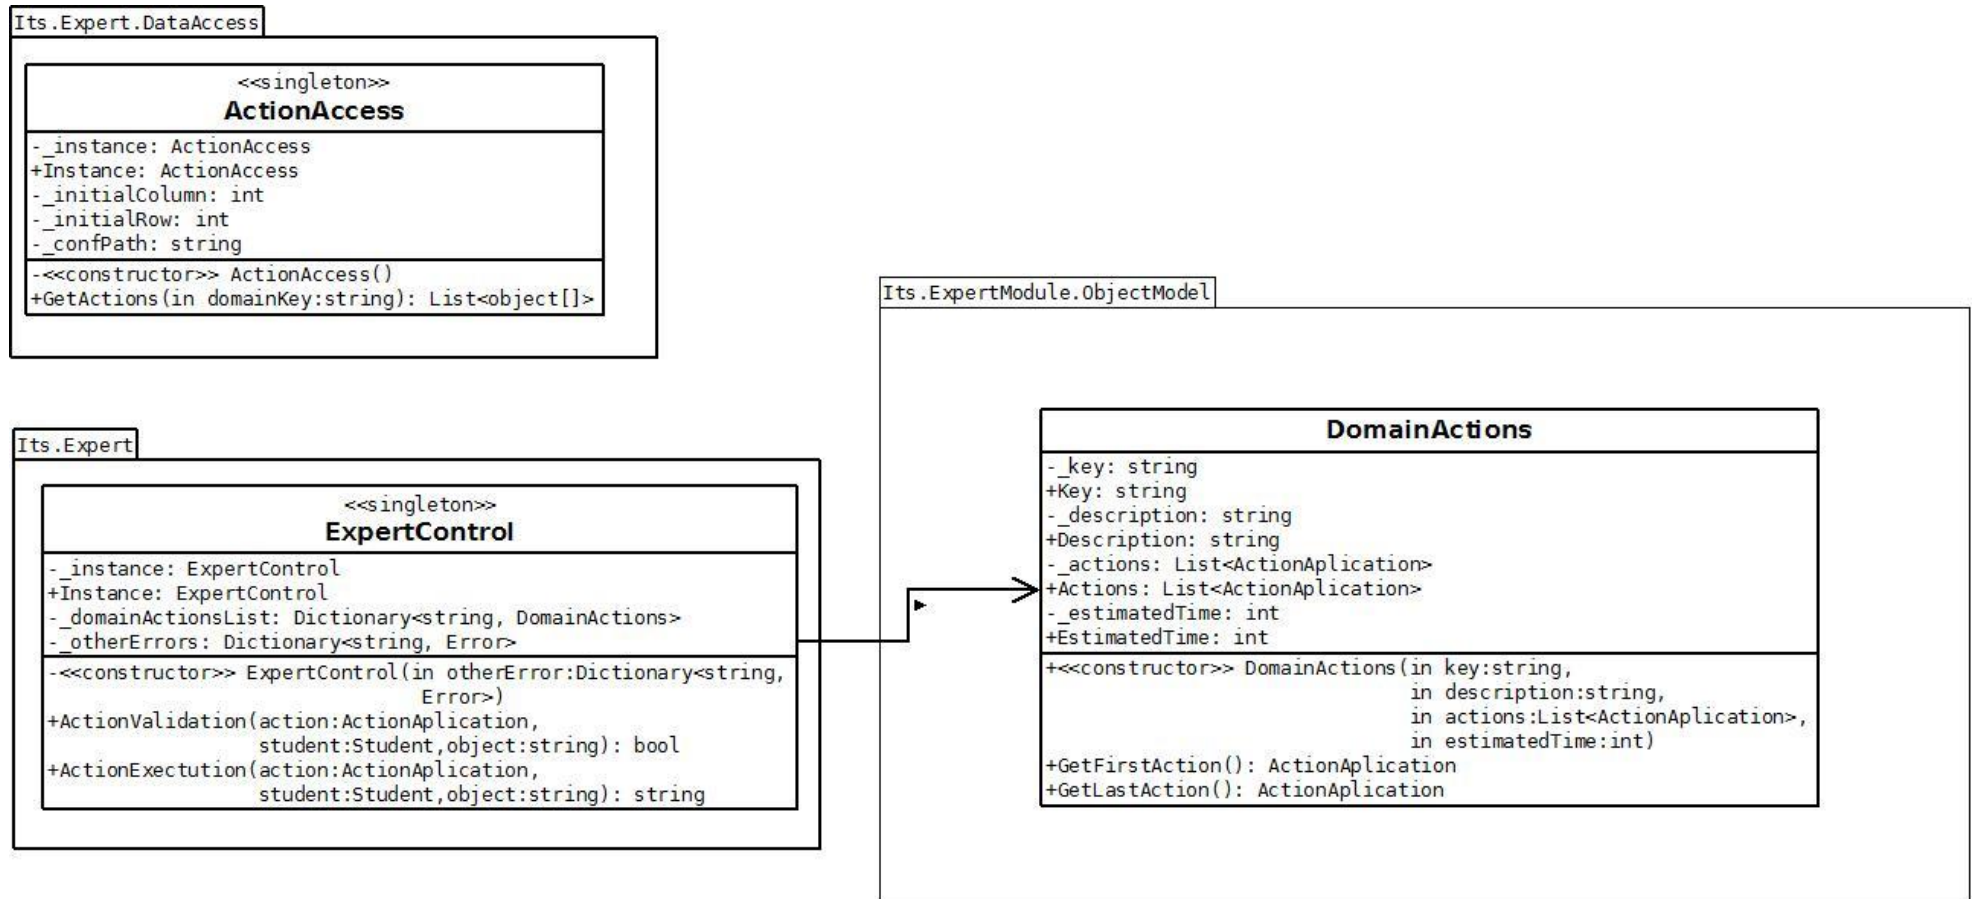 Its.Expert.DataAccess
<<singleton>>
ActionAccess
-_instance: ActionAccess
+Instance: ActionAccess
-_initialColumn: int
-_initialRow: int
-_confPath: string
-<<constructor>> ActionAccess()
+GetActions(in domainKey:string): List<object[]>
Its.Expert
<<singleton>>
ExpertControl
-_instance: ExpertControl
+Instance: ExpertControl
-_domainActionsList: Dictionary<string, DomainActions>
-_otherErrors: Dictionary<string, Error>
-<<constructor>> ExpertControl(in otherError:Dictionary<string,
Error>)
+ActionValidation(action:ActionAplication,
student:Student,object:string): bool
+ActionExectution(action:ActionAplication,
student:Student,object:string): string
Its.ExpertModule.ObjectModel
DomainActions
-_key: string
+Key: string
-_description: string
+Description: string
-_actions: List<ActionAplication>
+Actions: List<ActionAplication>
-_estimatedTime: int
+EstimatedTime: int
+<<constructor>> DomainActions(in key:string,
in description:string,
in actions:List<ActionAplication>,
in estimatedTime:int)
+GetFirstAction(): ActionAplication
+GetLastAction(): ActionAplication